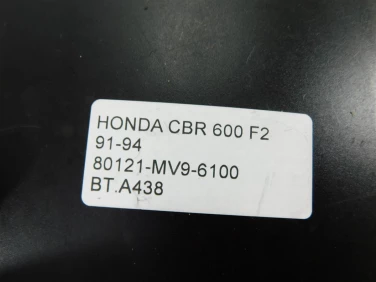 HONDA CBR 600 F2
91-94
80121-MV9-6100
BT.A438